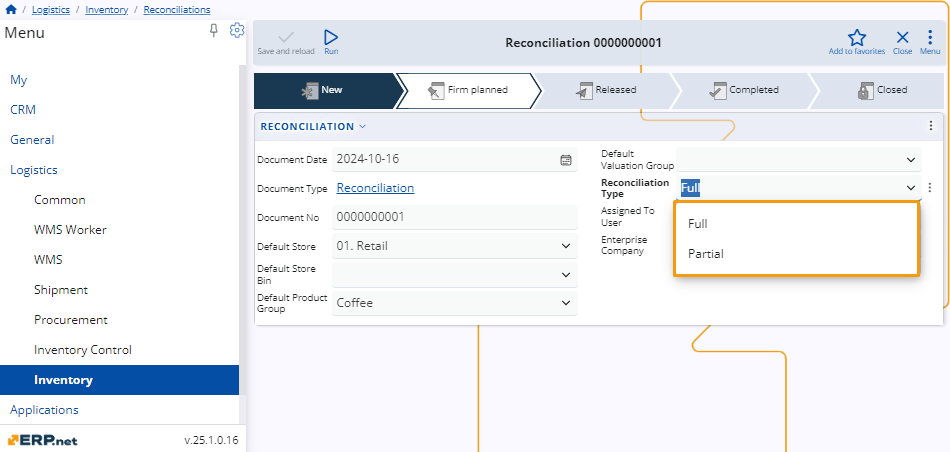 / Logistics / Inventory / Reconciliations
Menu
My
CRM
General
Logistics
Common
WMS Worker
WMS
Shipment
Procurement
Inventory Control
Inventory
Applications
ERP.net
v.25.1.0.16
Save and reload
Run
Reconciliation 0000000001
Add to favorites
Close
Menu
New
Firm planned
Released
Completed
Closed
RECONCILIATION
Document Date
2024-10-16
Document Type
Reconciliation
Document No
0000000001
Default Store
01. Retail
Default Store
Bin
Default Product
Group
Coffee
Default
Valuation Group
Reconciliation
Type
Full
Assigned To
User
Enterprise
Company
Full
Partial